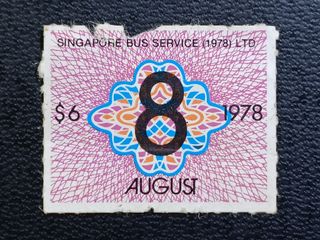 SINGAPORE BUS SERVICE (1978) LTD
$6 8 1978
AUGUST